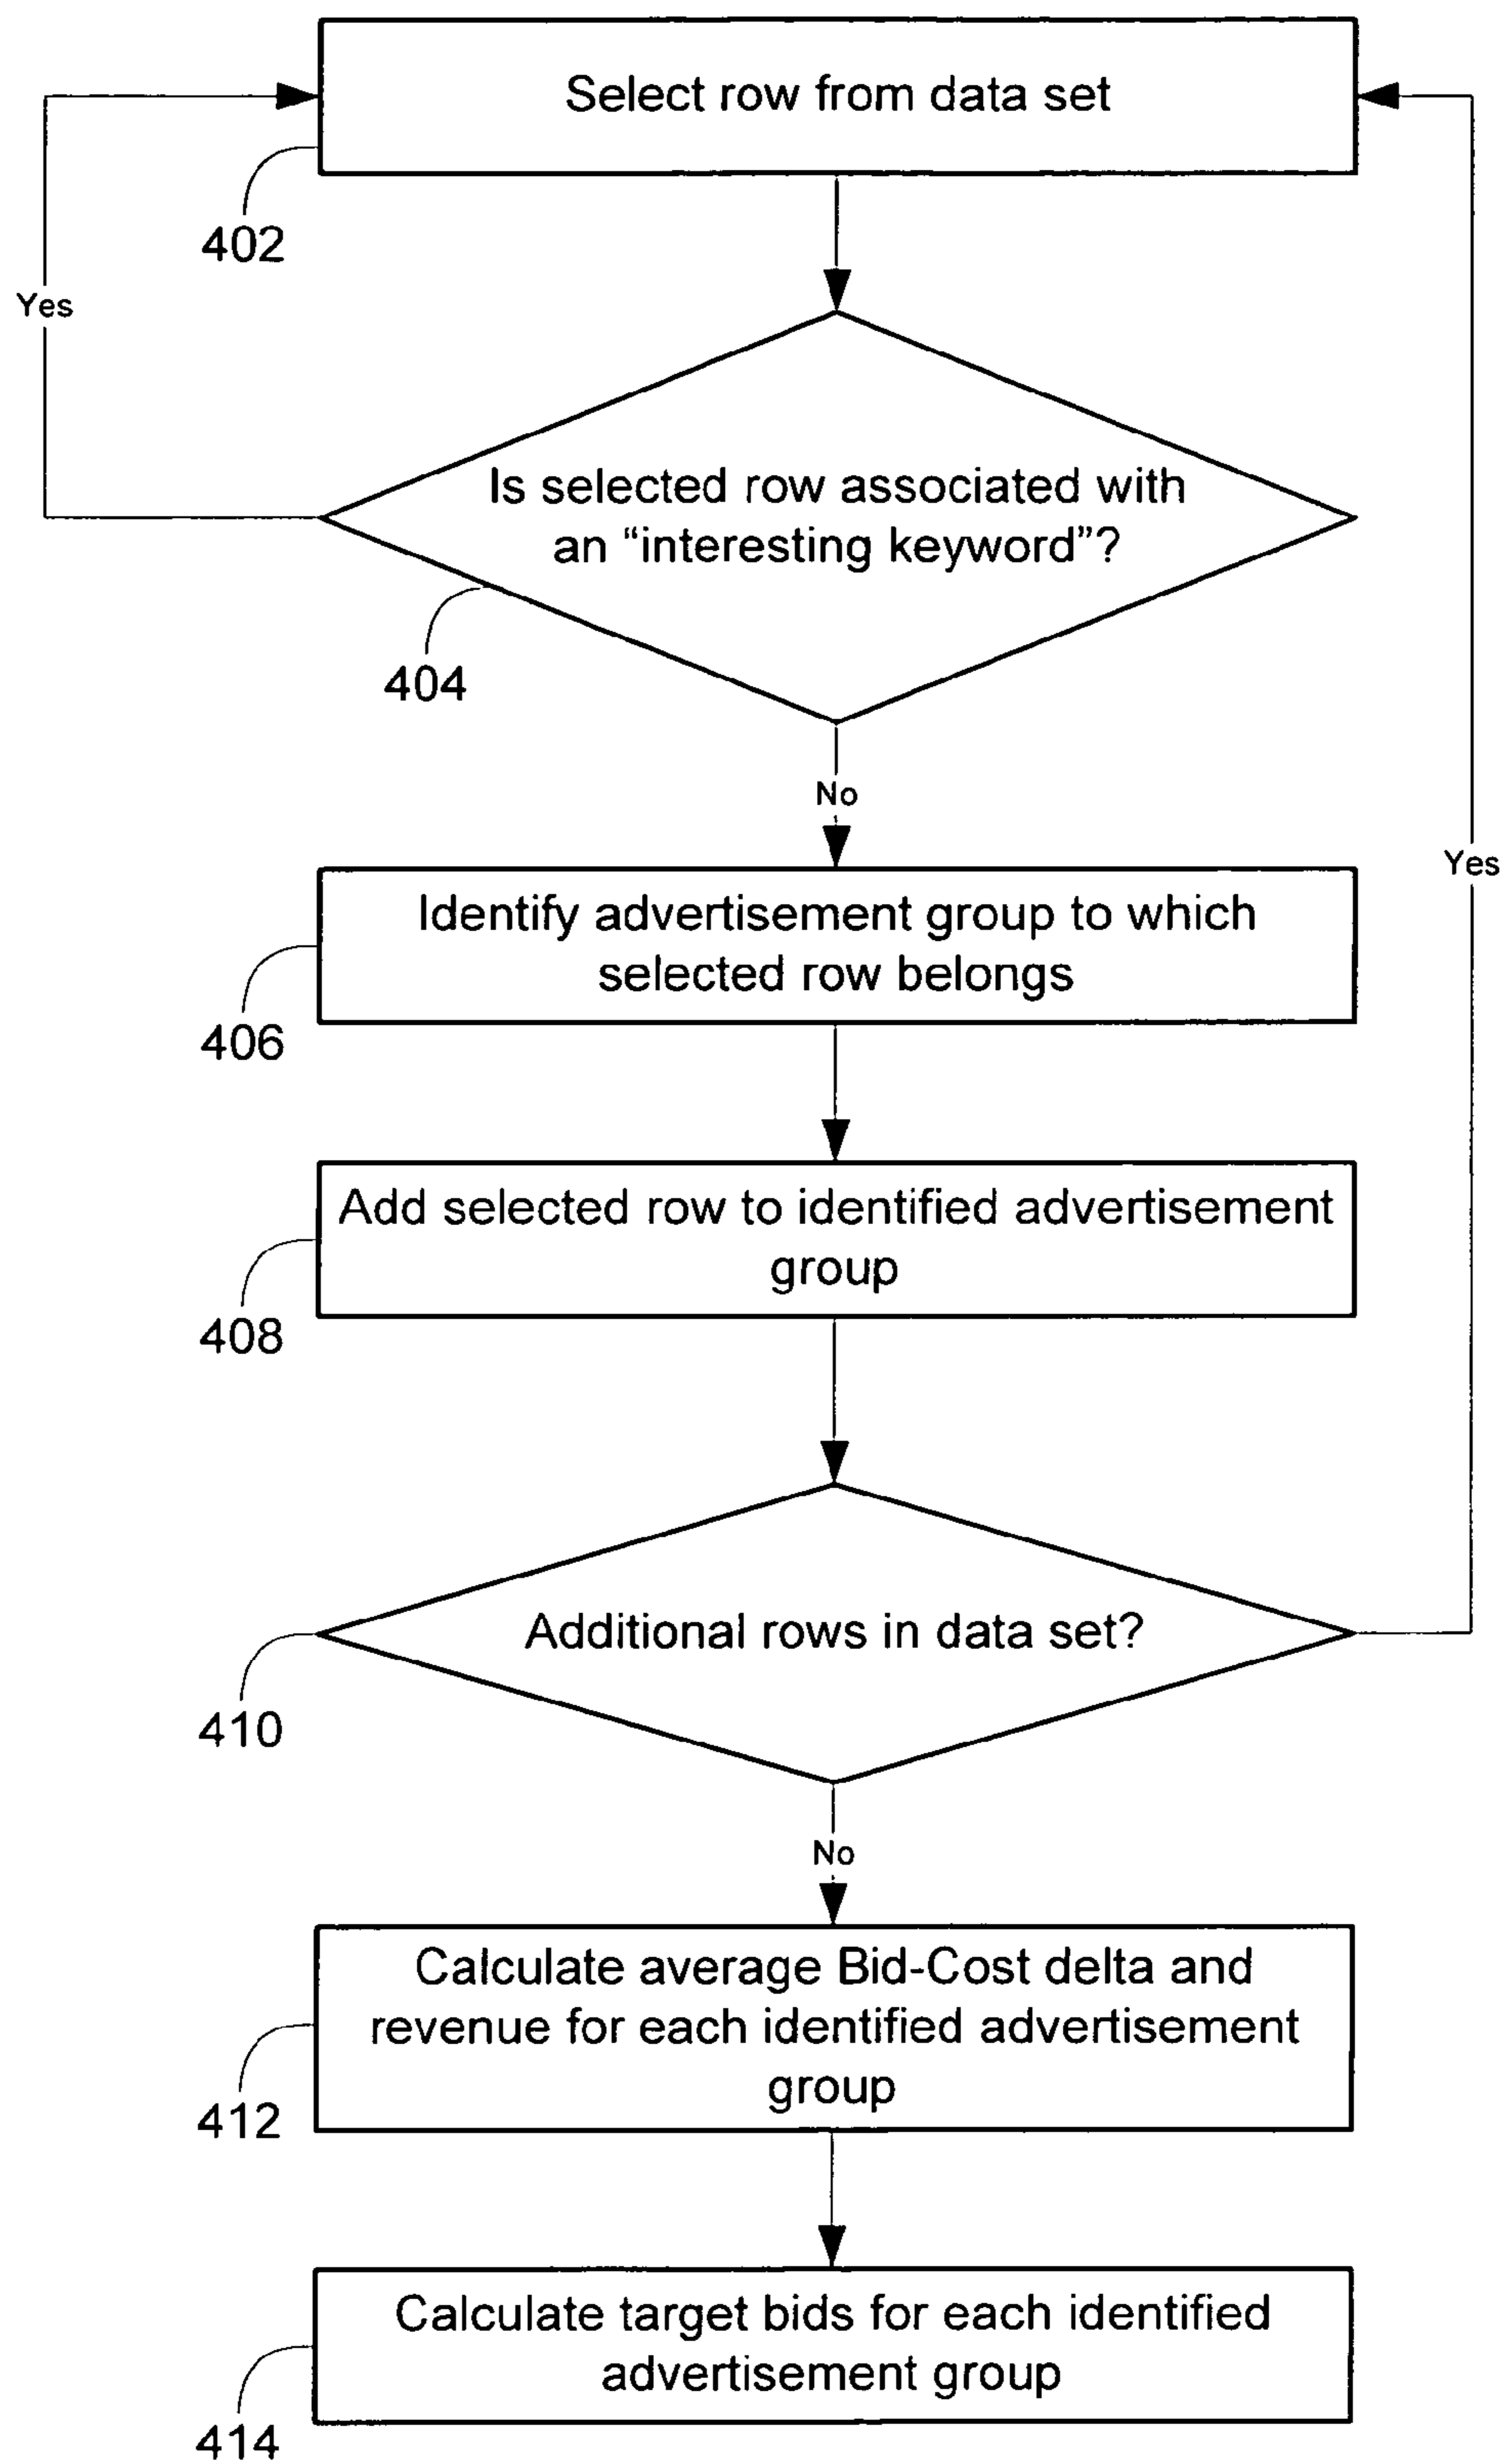 Select row from data set
402
Yes
Is selected row associated with
an “interesting keyword”?
404
No
Yes
Identify advertisement group to which
selected row belongs
406
Add selected row to identified advertisement
group
408
Additional rows in data set?
410
No
Calculate average Bid-Cost delta and
revenue for each identified advertisement
group
412
Calculate target bids for each identified
advertisement group
414